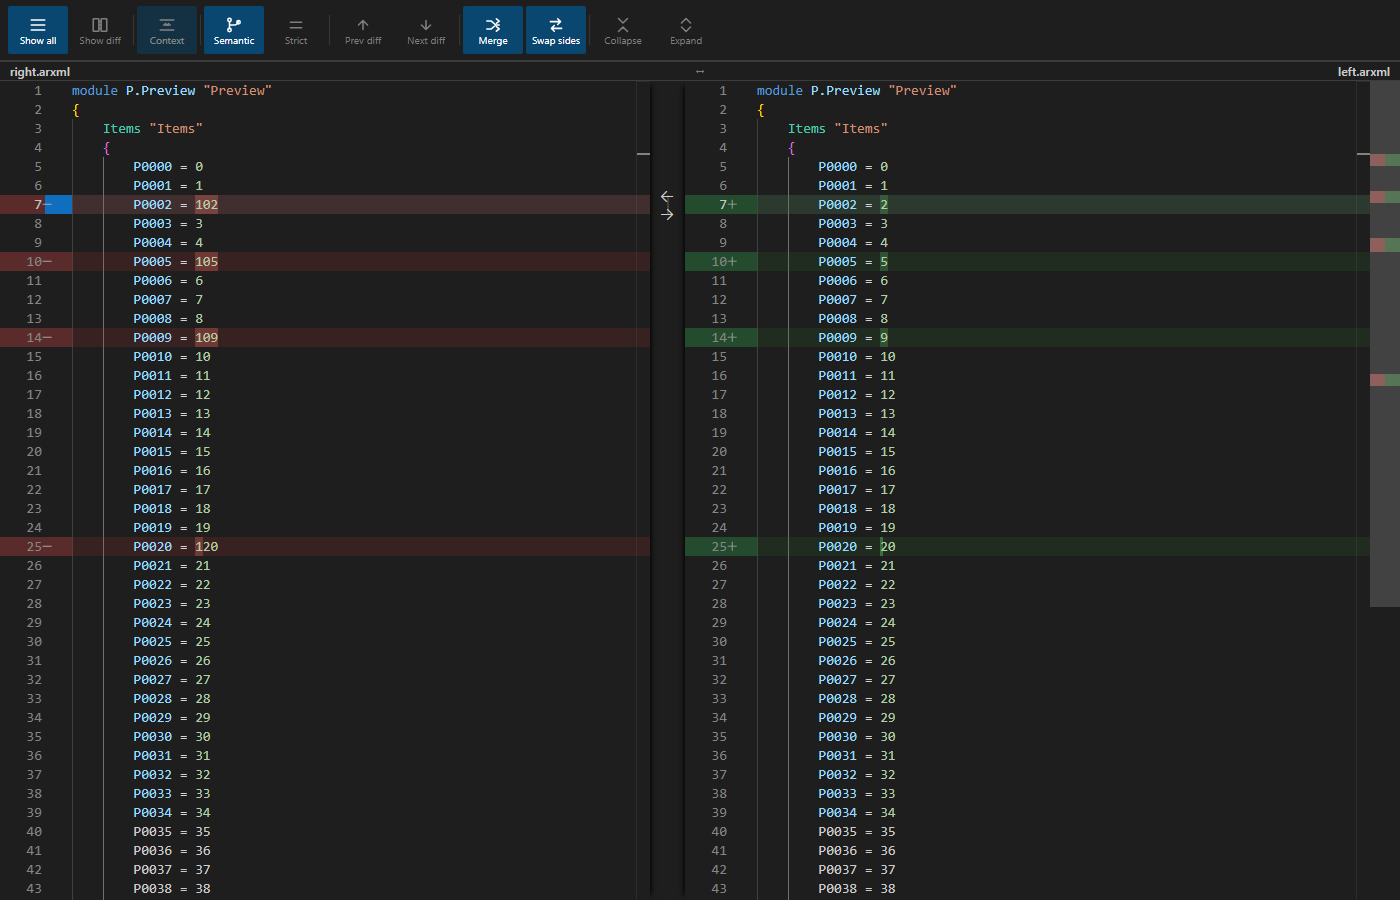 Show all Show diff Context Semantic Strict Prev diff Next diff Merge Swap sides Collapse Expand
right.arxml ↔ left.arxml
1 module P.Preview "Preview"
2 {
3 Items "Items"
4 {
5 P0000 = 0
6 P0001 = 1
7− P0002 = 102
8 P0003 = 3
9 P0004 = 4
10− P0005 = 105
11 P0006 = 6
12 P0007 = 7
13 P0008 = 8
14− P0009 = 109
15 P0010 = 10
16 P0011 = 11
17 P0012 = 12
18 P0013 = 13
19 P0014 = 14
20 P0015 = 15
21 P0016 = 16
22 P0017 = 17
23 P0018 = 18
24 P0019 = 19
25− P0020 = 120
26 P0021 = 21
27 P0022 = 22
28 P0023 = 23
29 P0024 = 24
30 P0025 = 25
31 P0026 = 26
32 P0027 = 27
33 P0028 = 28
34 P0029 = 29
35 P0030 = 30
36 P0031 = 31
37 P0032 = 32
38 P0033 = 33
39 P0034 = 34
40 P0035 = 35
41 P0036 = 36
42 P0037 = 37
43 P0038 = 38
1 module P.Preview "Preview"
2 {
3 Items "Items"
4 {
5 P0000 = 0
6 P0001 = 1
7+ P0002 = 2
8 P0003 = 3
9 P0004 = 4
10+ P0005 = 5
11 P0006 = 6
12 P0007 = 7
13 P0008 = 8
14+ P0009 = 9
15 P0010 = 10
16 P0011 = 11
17 P0012 = 12
18 P0013 = 13
19 P0014 = 14
20 P0015 = 15
21 P0016 = 16
22 P0017 = 17
23 P0018 = 18
24 P0019 = 19
25+ P0020 = 20
26 P0021 = 21
27 P0022 = 22
28 P0023 = 23
29 P0024 = 24
30 P0025 = 25
31 P0026 = 26
32 P0027 = 27
33 P0028 = 28
34 P0029 = 29
35 P0030 = 30
36 P0031 = 31
37 P0032 = 32
38 P0033 = 33
39 P0034 = 34
40 P0035 = 35
41 P0036 = 36
42 P0037 = 37
43 P0038 = 38